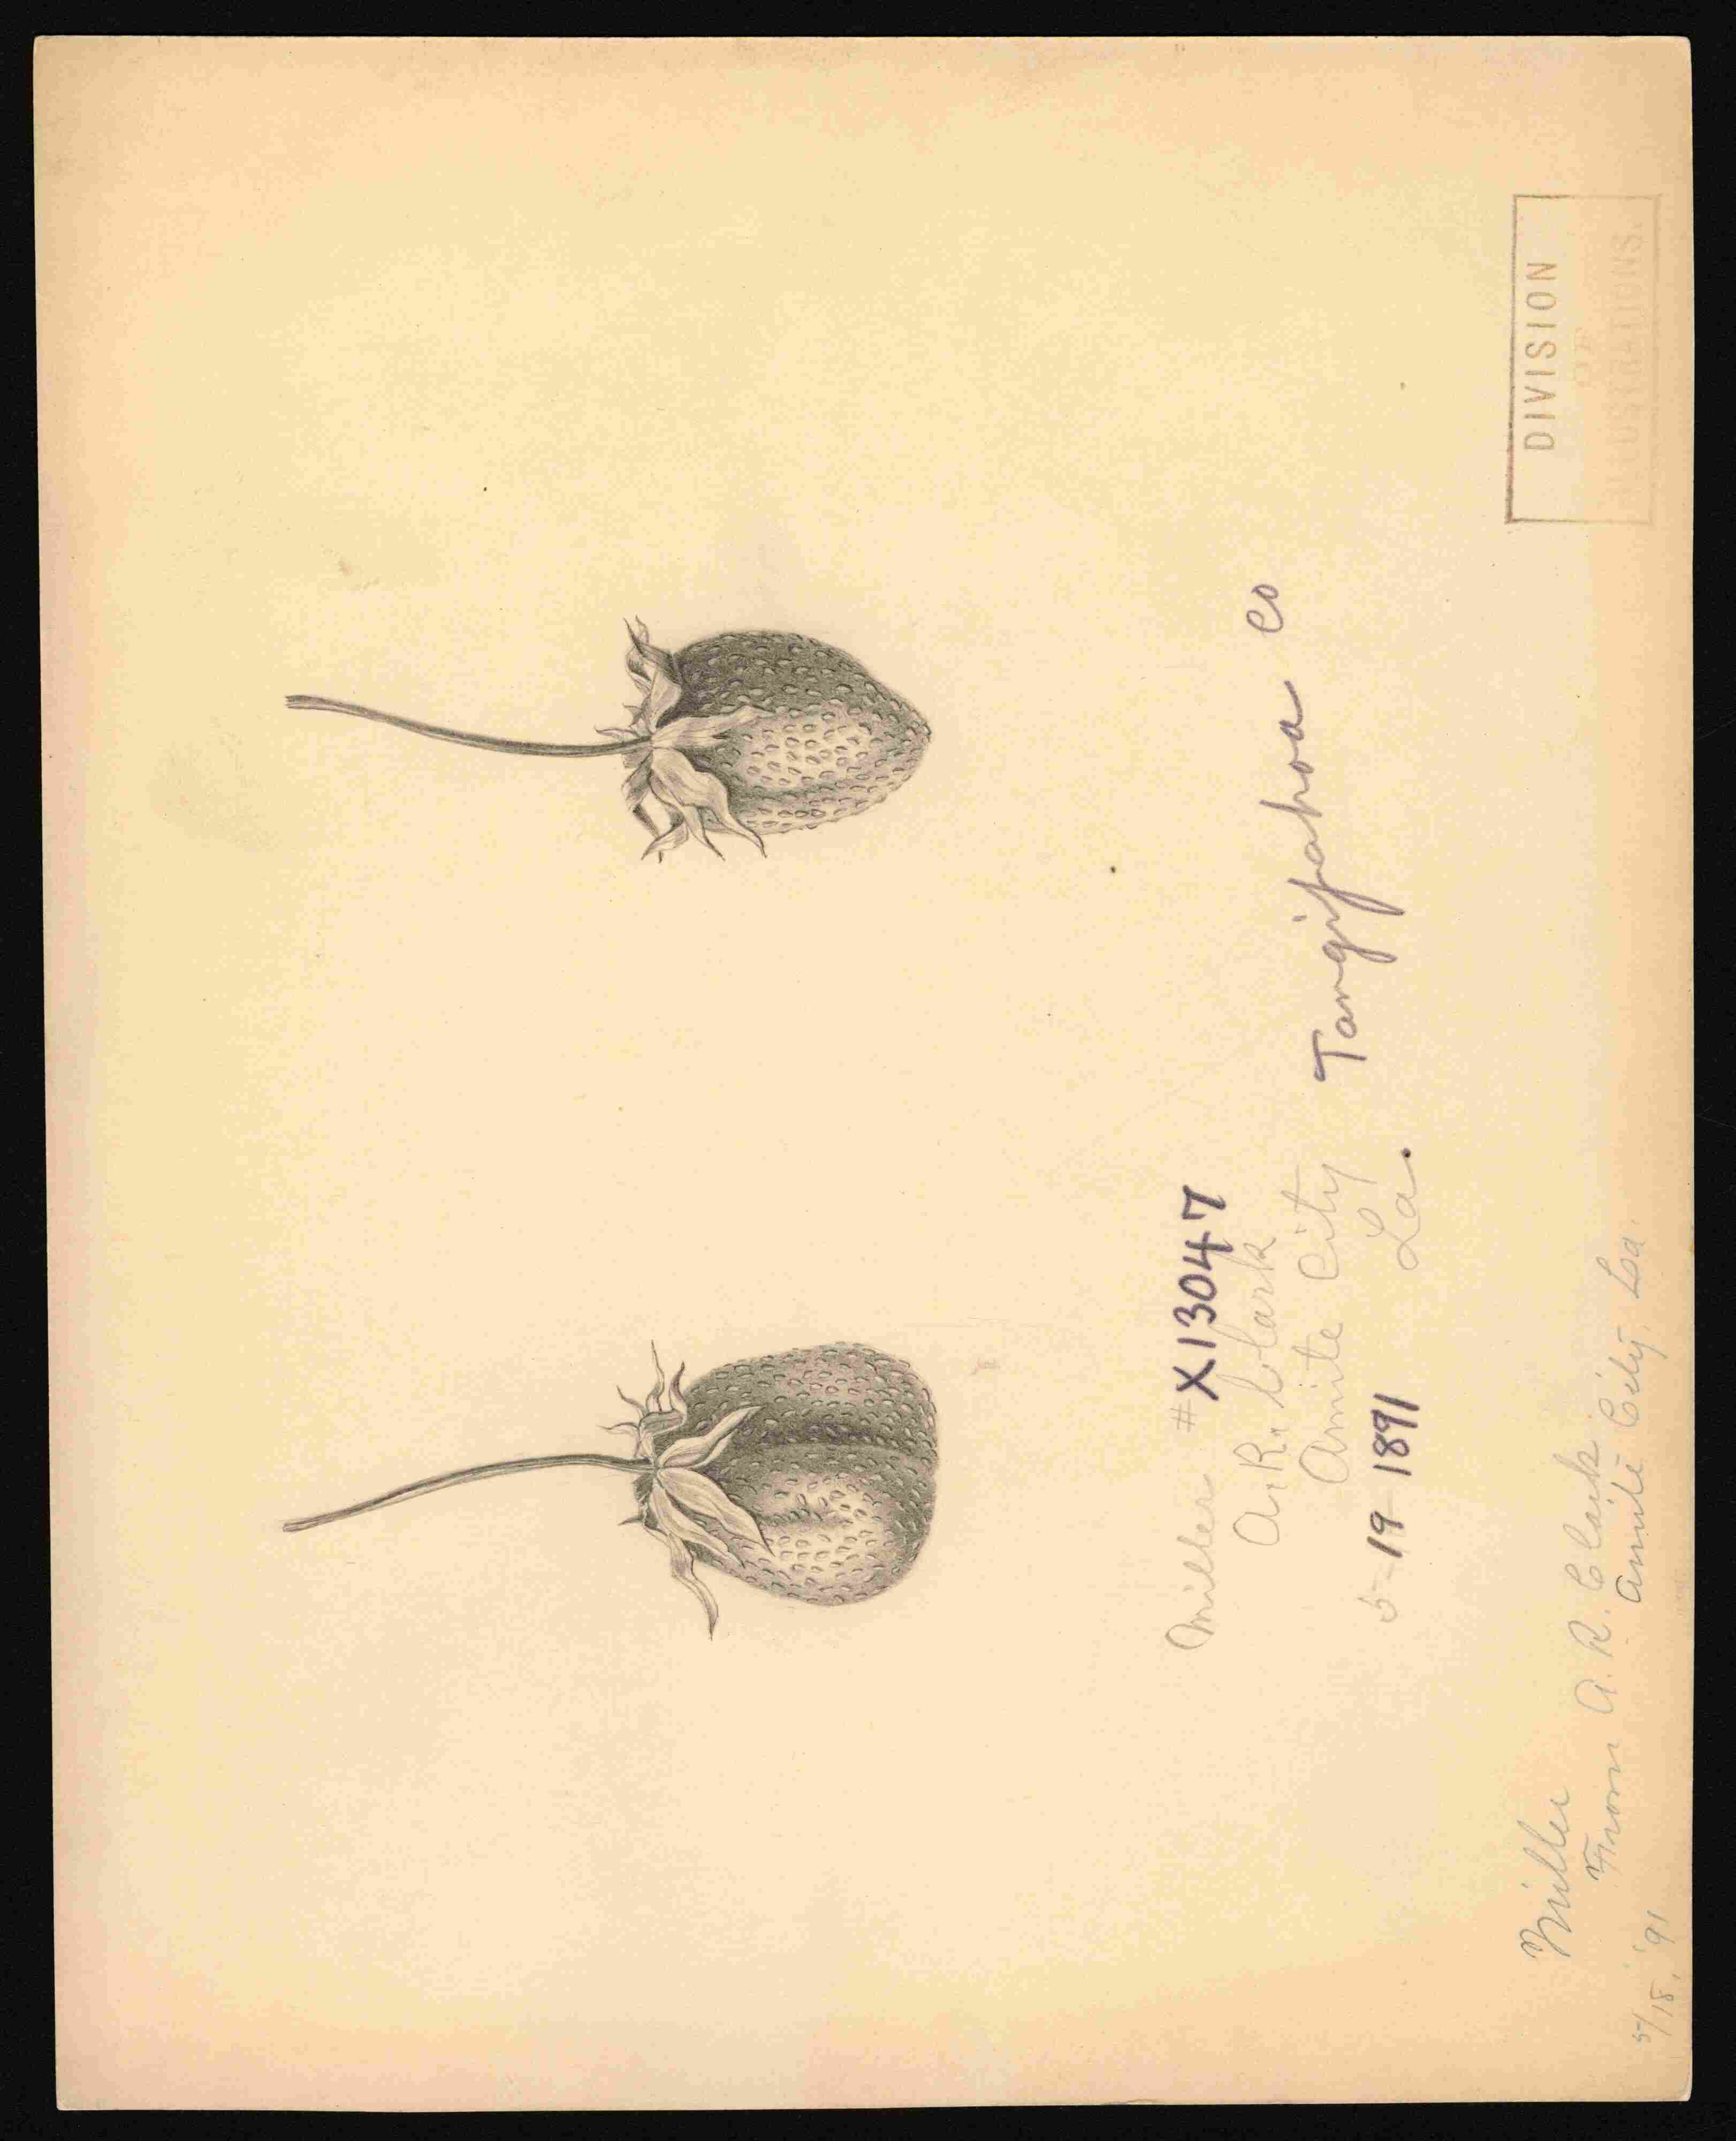 DIVISION
OF
ILLUSTRATIONS.
Miller #X13047
A. R. Clark
Amite City Tangipahoa Co
5-19-1891 La.
Miller
From A. R. Clark
Amite City, La.
5/18, '91